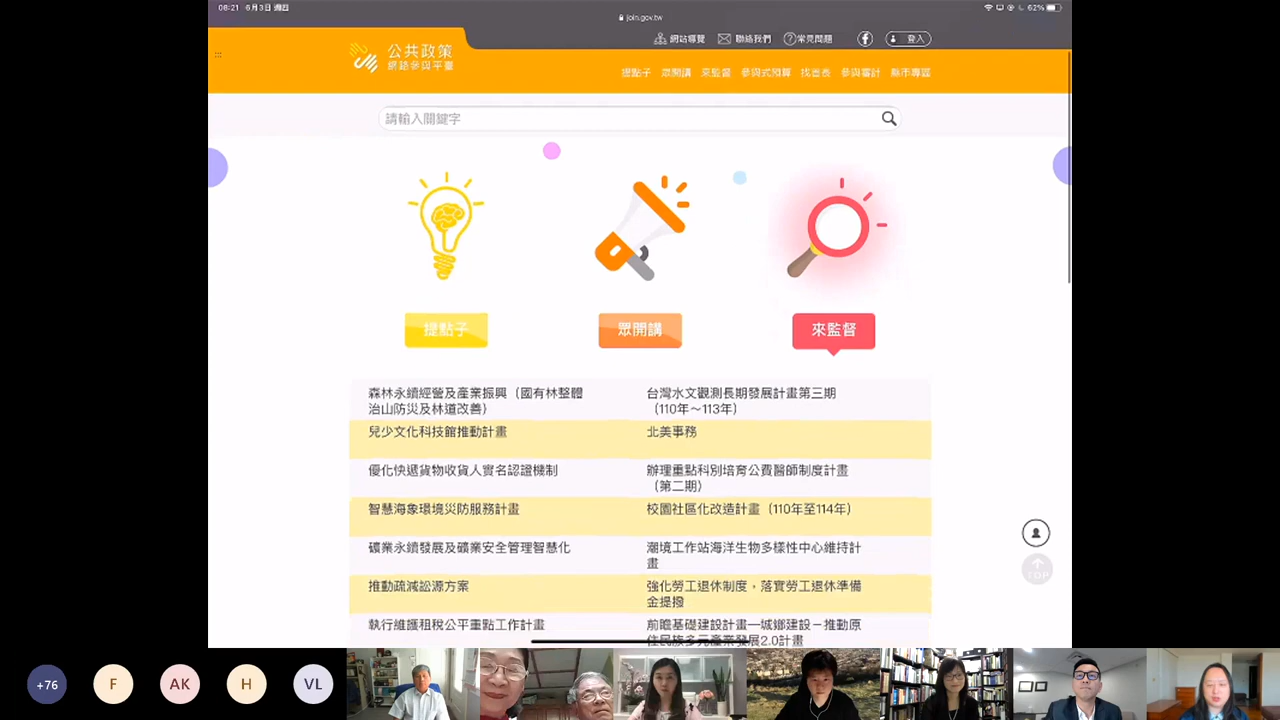 08:21 6月3日 週四
62%
join.gov.tw
網站導覽 聯絡我們 常見問題 登入
公共政策
網路參與平臺
提點子 眾開講 來監督 參與式預算 找首長 參與審計 縣市專區
請輸入關鍵字
提點子 眾開講 來監督
森林永續經營及產業振興（國有林整體
治山防災及林道改善）
台灣水文觀測長期發展計畫第三期
（110年～113年）
兒少文化科技館推動計畫
北美事務
優化快遞貨物收貨人實名認證機制
辦理重點科別培育公費醫師制度計畫
（第二期）
智慧海象環境災防服務計畫
校園社區化改造計畫（110年至114年）
礦業永續發展及礦業安全管理智慧化
潮境工作站海洋生物多樣性中心維持計
畫
推動疏減訟源方案
強化勞工退休制度，落實勞工退休準備
金提撥
執行維護租稅公平重點工作計畫
前瞻基礎建設計畫—城鄉建設－推動原
住民族多元產業發展2.0計畫
TOP
+76 F AK H VL